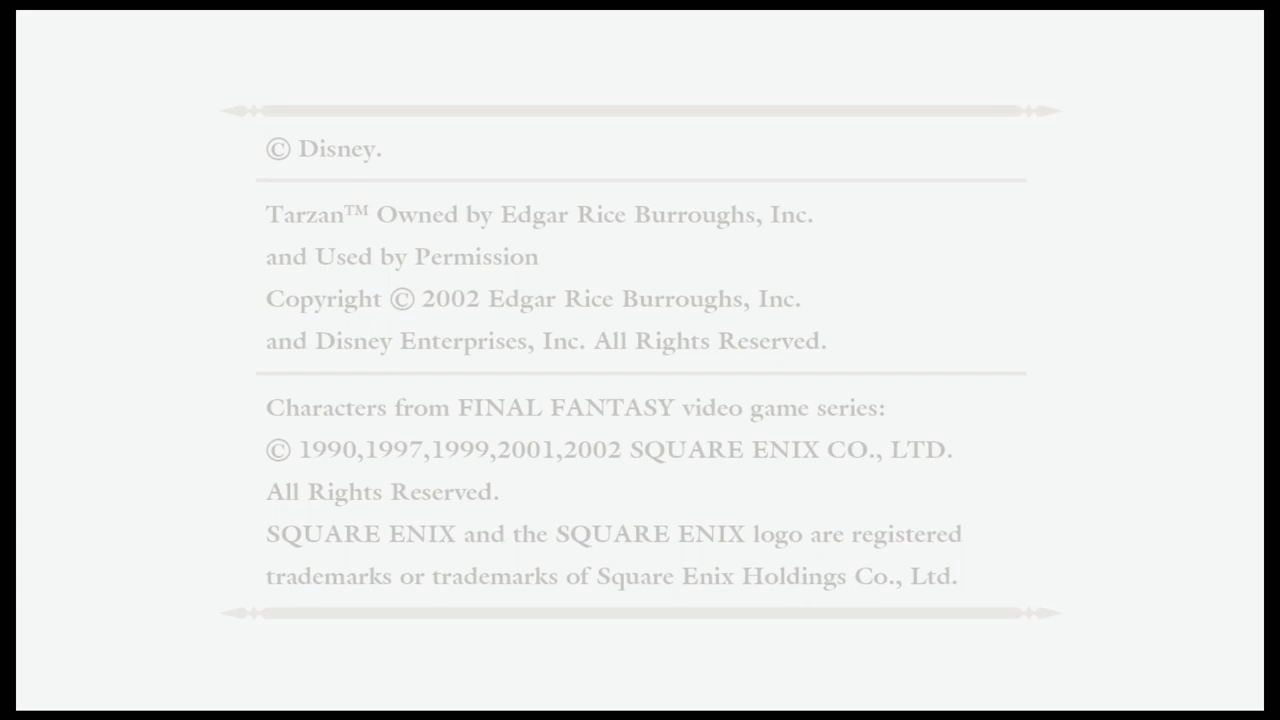 © Disney.
Tarzan™ Owned by Edgar Rice Burroughs, Inc.
and Used by Permission
Copyright © 2002 Edgar Rice Burroughs, Inc.
and Disney Enterprises, Inc. All Rights Reserved.
Characters from FINAL FANTASY video game series:
© 1990,1997,1999,2001,2002 SQUARE ENIX CO., LTD.
All Rights Reserved.
SQUARE ENIX and the SQUARE ENIX logo are registered
trademarks or trademarks of Square Enix Holdings Co., Ltd.